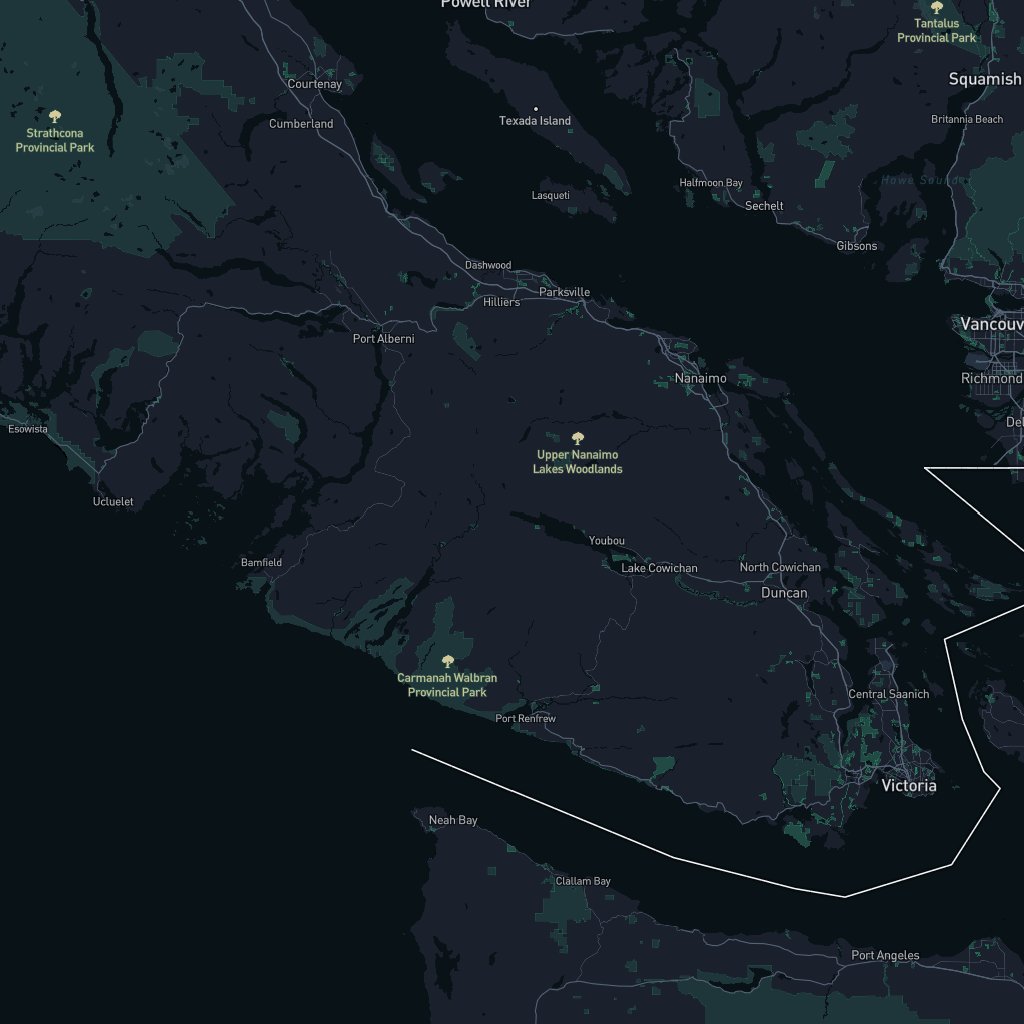 Powell River
Tantalus
Provincial Park
Squamish
Courtenay
Texada Island
Cumberland
Britannia Beach
Strathcona
Provincial Park
Howe Sound
Halfmoon Bay
Lasqueti
Sechelt
Gibsons
Dashwood
Parksville
Hilliers
Vancouv
Port Alberni
Nanaimo
Richmond
Del
Esowista
Upper Nanaimo
Lakes Woodlands
Ucluelet
Youbou
Bamfield
Lake Cowichan
North Cowichan
Duncan
Carmanah Walbran
Provincial Park
Central Saanich
Port Renfrew
Victoria
Neah Bay
Clallam Bay
Port Angeles